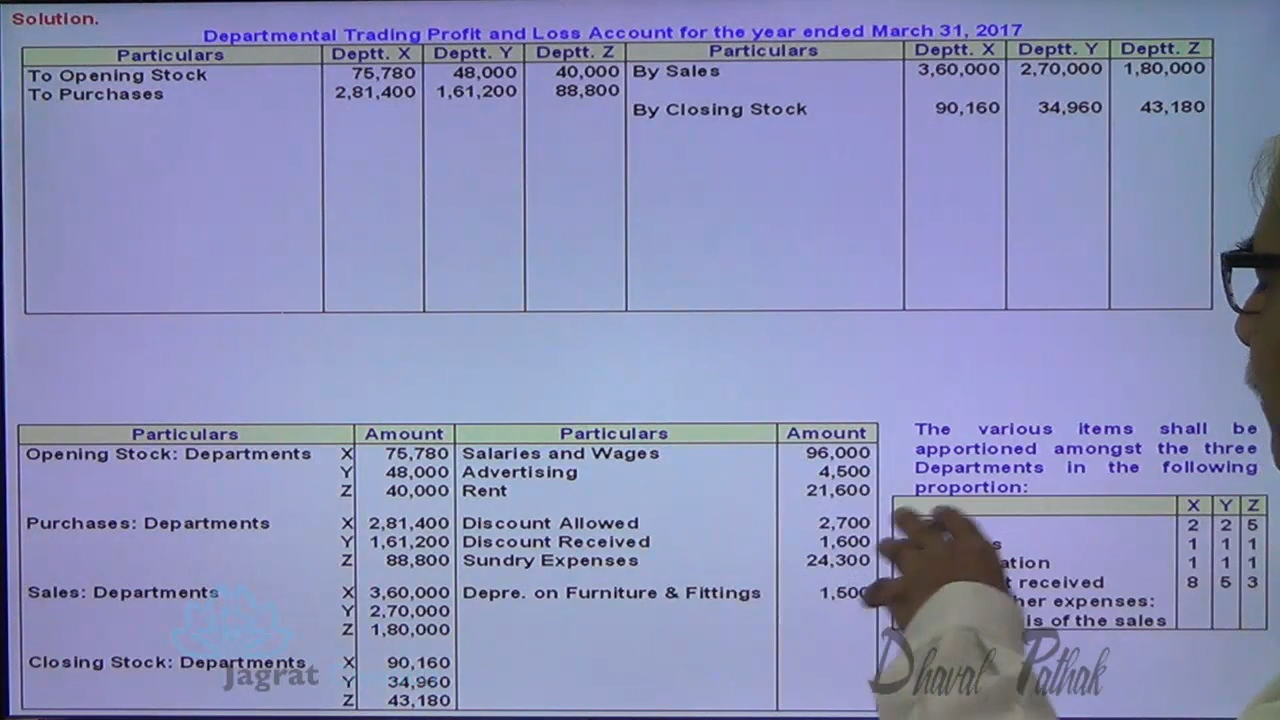 Solution.
Departmental Trading Profit and Loss Account for the year ended March 31, 2017
Particulars Deptt. X Deptt. Y Deptt. Z Particulars Deptt. X Deptt. Y Deptt. Z
To Opening Stock 75,780 48,000 40,000 By Sales 3,60,000 2,70,000 1,80,000
To Purchases 2,81,400 1,61,200 88,800
By Closing Stock 90,160 34,960 43,180
Particulars Amount Particulars Amount
Opening Stock: Departments X 75,780 Salaries and Wages 96,000
Y 48,000 Advertising 4,500
Z 40,000 Rent 21,600
Purchases: Departments X 2,81,400 Discount Allowed 2,700
Y 1,61,200 Discount Received 1,600
Z 88,800 Sundry Expenses 24,300
Sales: Departments X 3,60,000 Depre. on Furniture & Fittings 1,500
Y 2,70,000
Z 1,80,000
Closing Stock: Departments X 90,160
Y 34,960
Z 43,180
The various items shall be
apportioned amongst the three
Departments in the following
proportion:
X Y Z
2 2 5
1 1 1
1 1 1
received 8 5 3
expenses:
of the sales
Jagrat
Dhaval Pathak